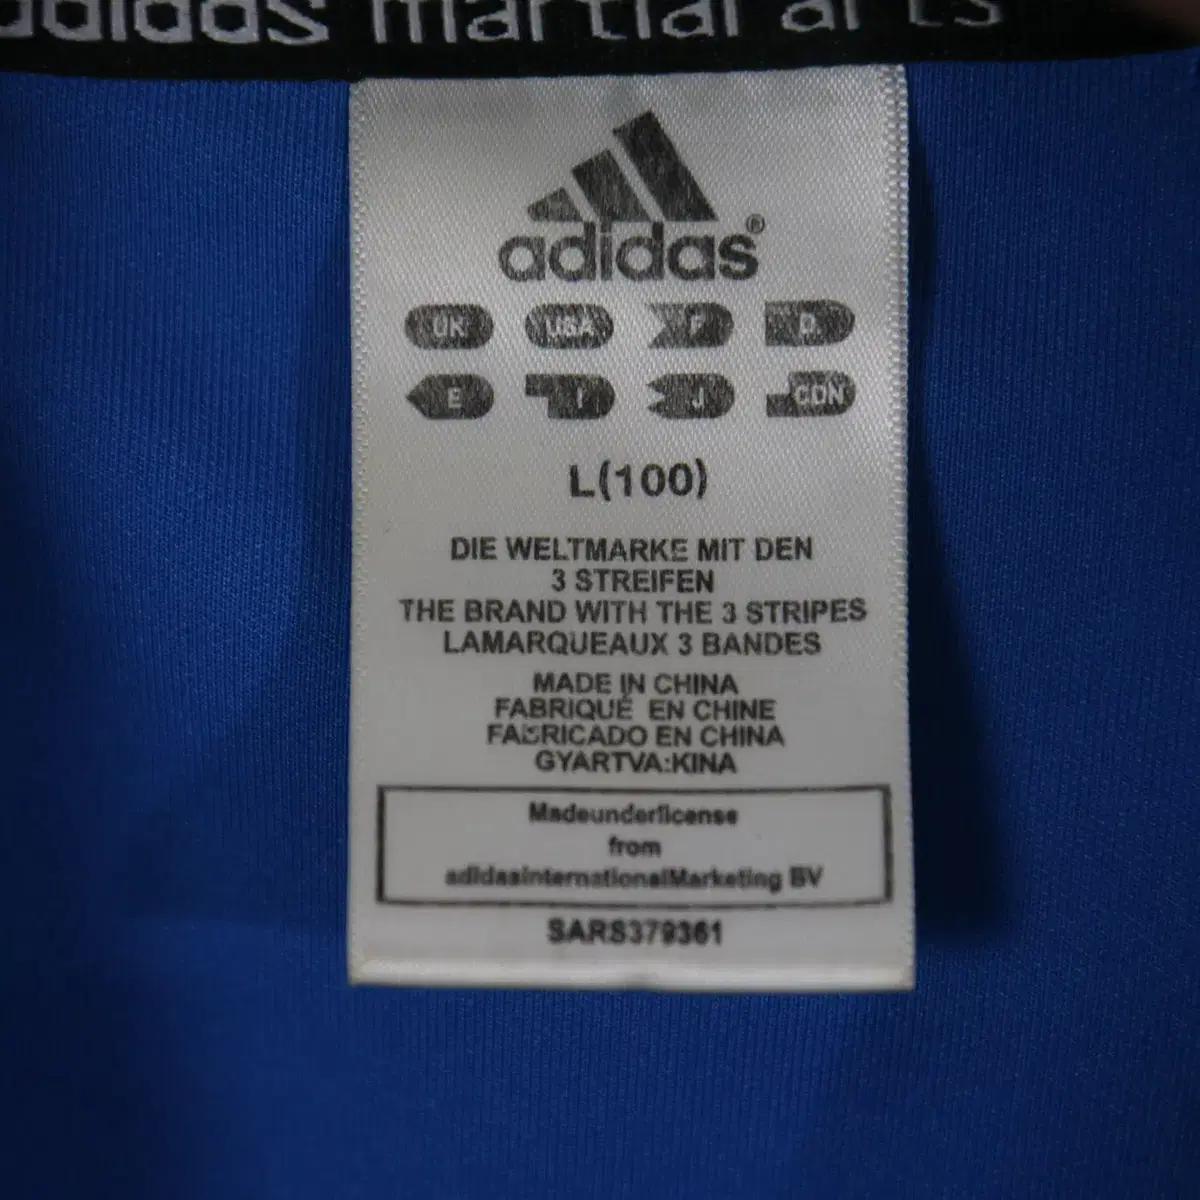 adidas martial arts
adidas®
UK USA F D.
E I J CDN
L(100)
DIE WELTMARKE MIT DEN
3 STREIFEN
THE BRAND WITH THE 3 STRIPES
LAMARQUEAUX 3 BANDES
MADE IN CHINA
FABRIQUÉ EN CHINE
FABRICADO EN CHINA
GYARTVA:KINA
Madeunderlicense
from
adidasinternationalMarketing BV
SARS379361